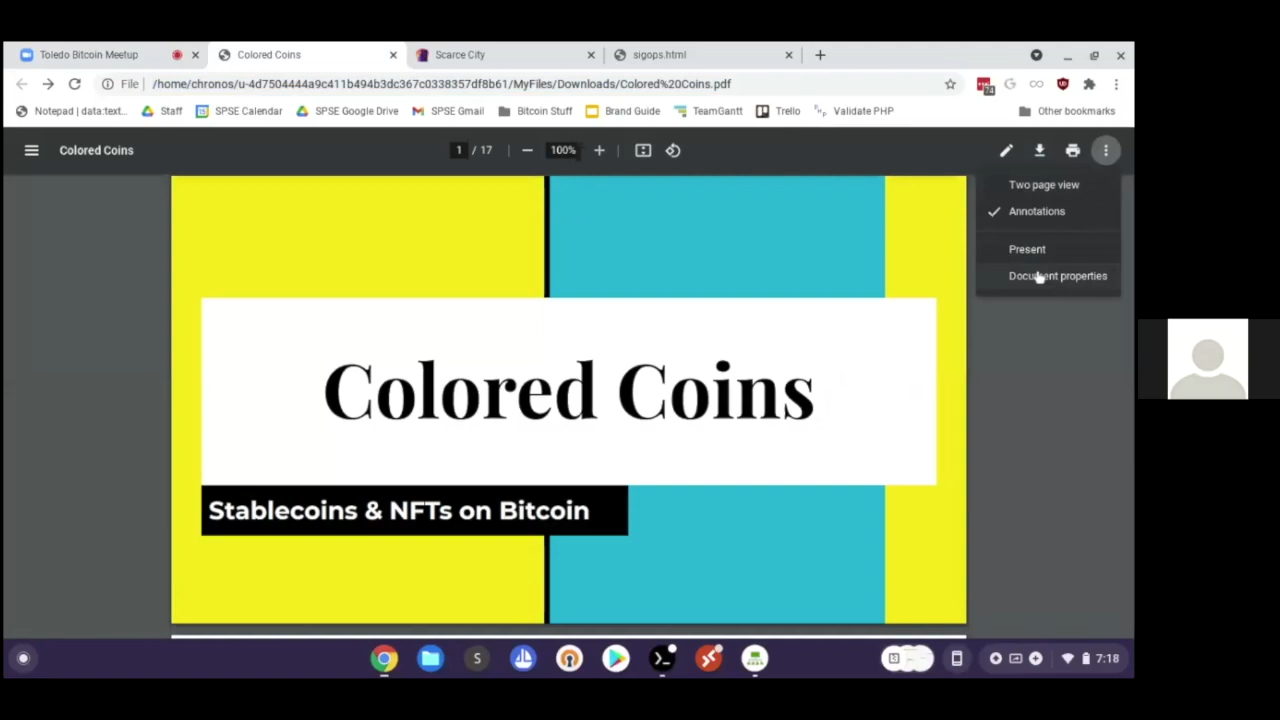 Toledo Bitcoin Meetup
Colored Coins
Scarce City
sigops.html
File
/home/chronos/u-4d7504444a9c411b494b3dc367c0338357df8b61/MyFiles/Downloads/Colored%20Coins.pdf
Notepad | data:text... Staff SPSE Calendar SPSE Google Drive SPSE Gmail Bitcoin Stuff Brand Guide TeamGantt Trello Validate PHP Other bookmarks
Colored Coins
1 / 17
100%
Two page view
Annotations
Present
Document properties
Colored Coins
Stablecoins & NFTs on Bitcoin
S
7:18